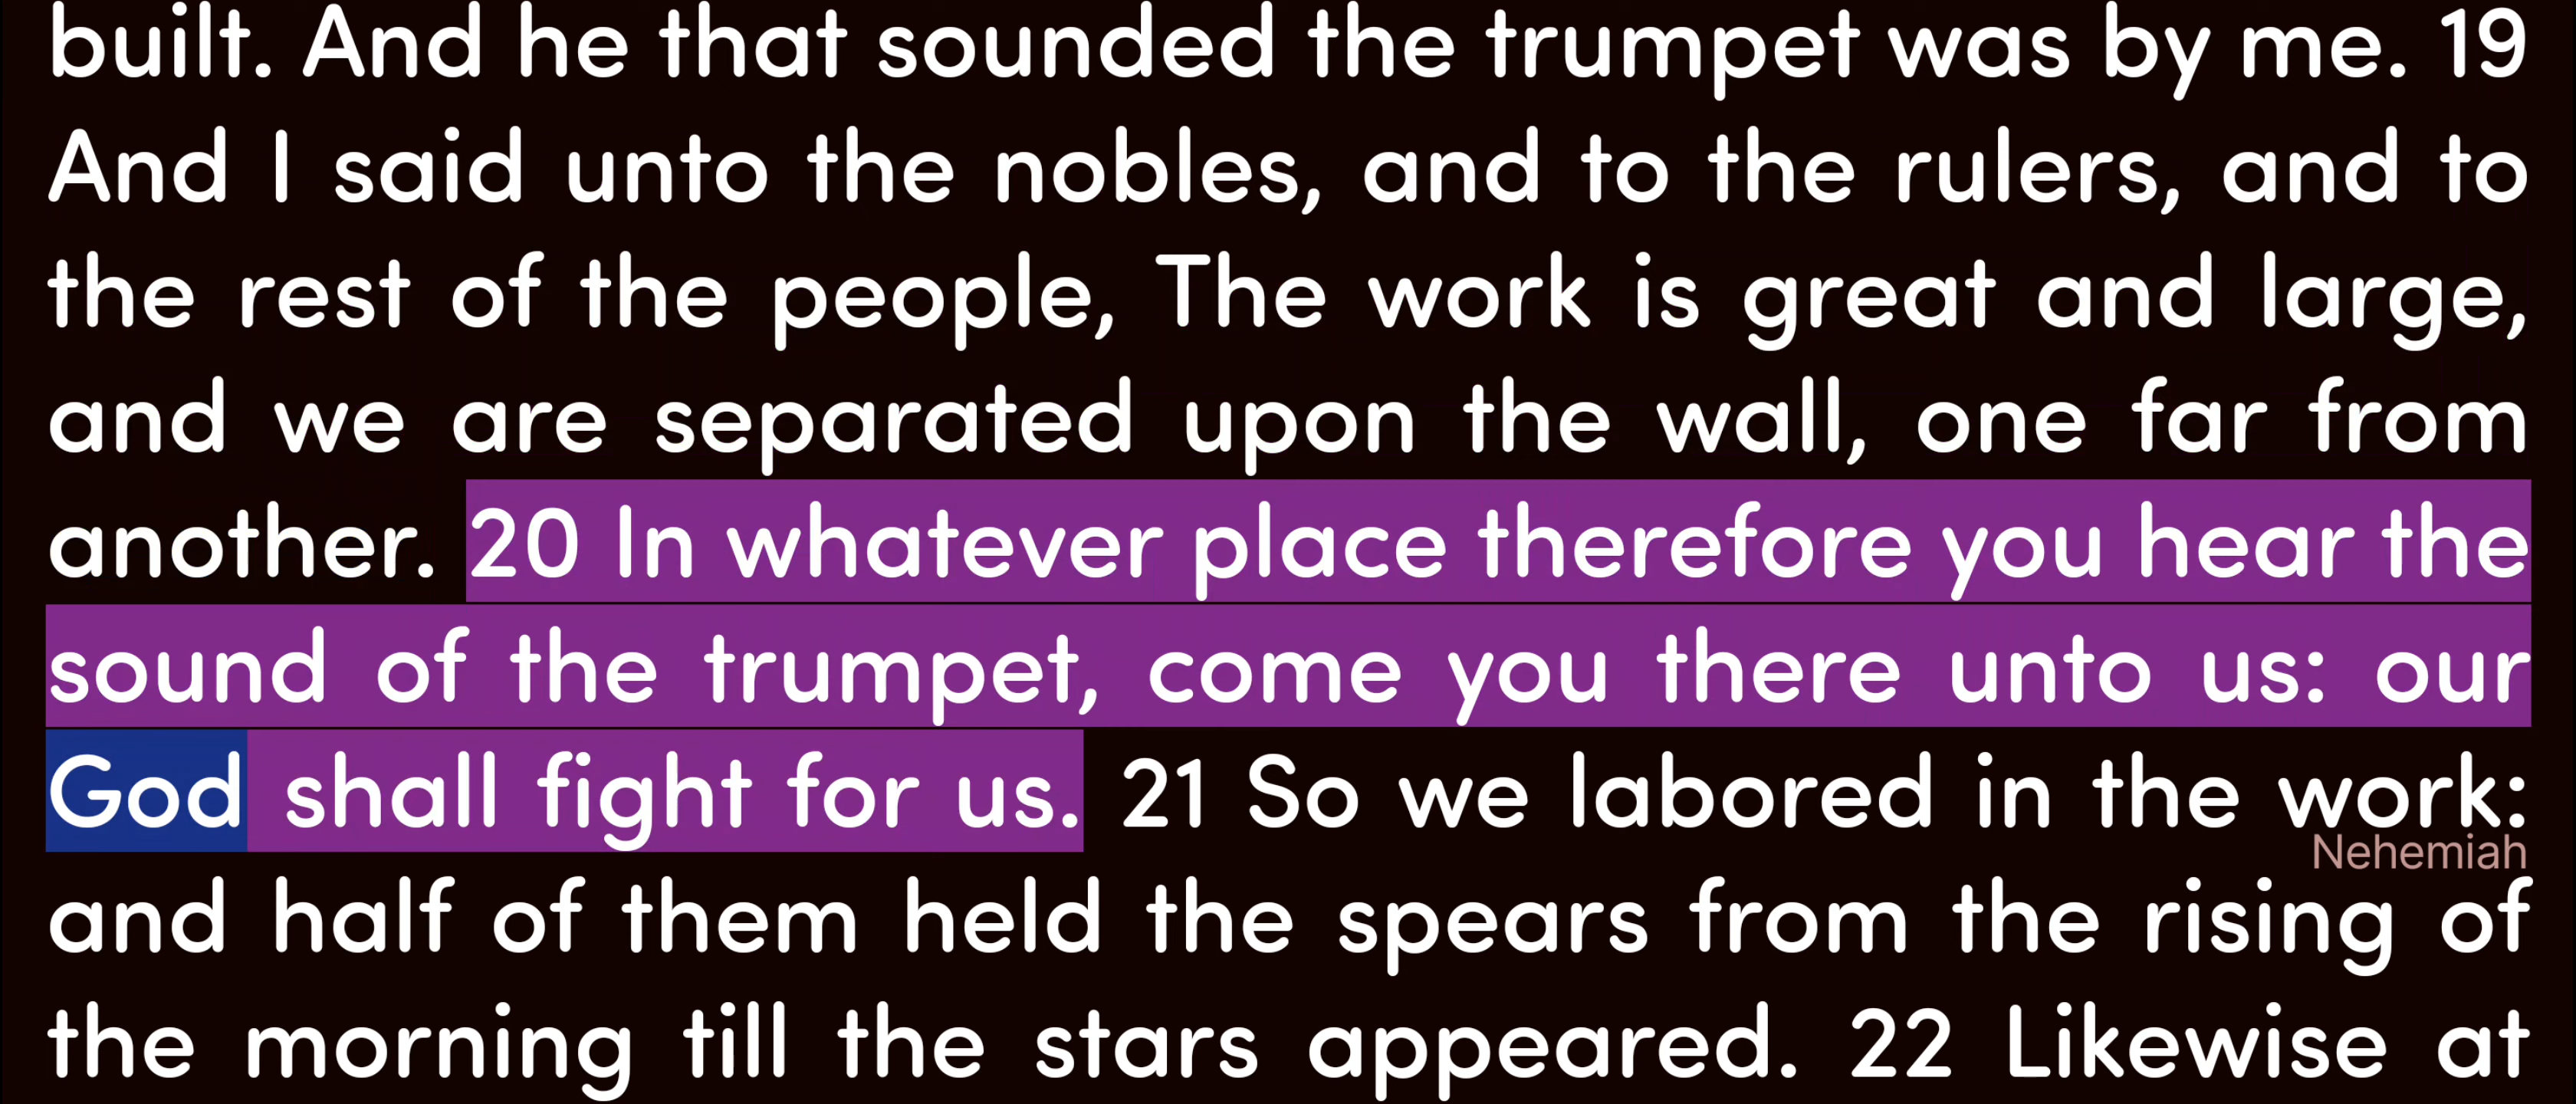 built. And he that sounded the trumpet was by me. 19
And I said unto the nobles, and to the rulers, and to
the rest of the people, The work is great and large,
and we are separated upon the wall, one far from
another. 20 In whatever place therefore you hear the
sound of the trumpet, come you there unto us: our
God shall fight for us. 21 So we labored in the work:
Nehemiah
and half of them held the spears from the rising of
the morning till the stars appeared. 22 Likewise at